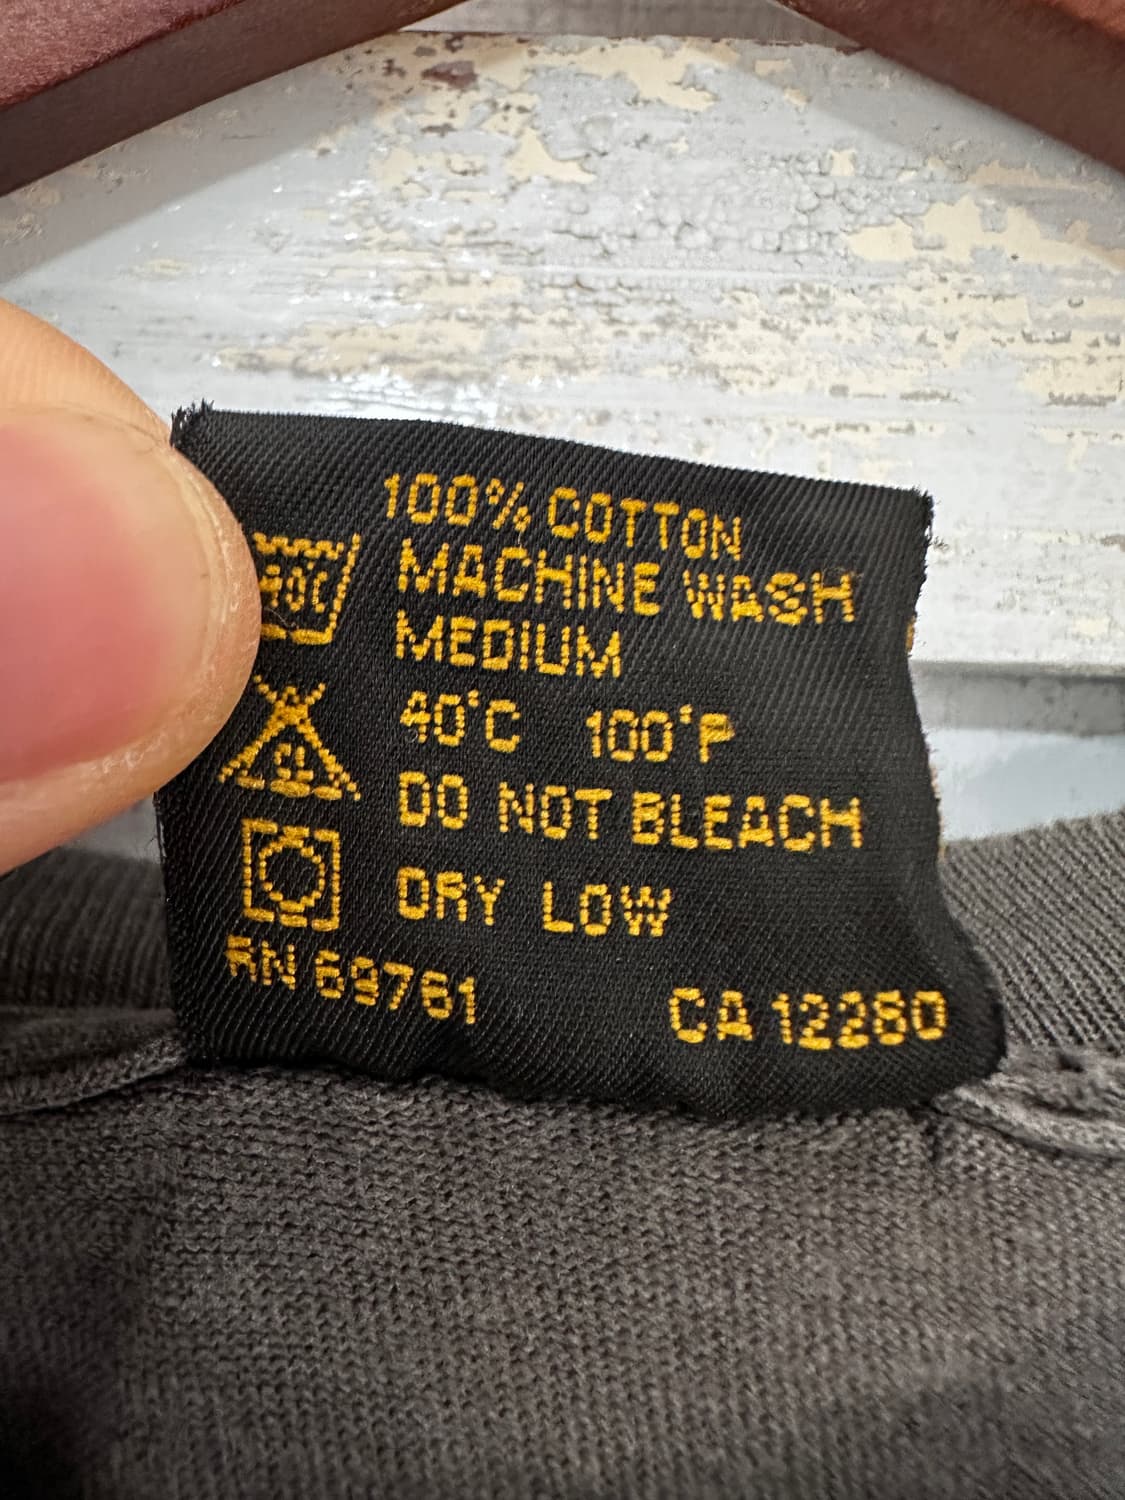 100% COTTON
MACHINE WASH
MEDIUM
40°C 100°F
DO NOT BLEACH
DRY LOW
RN 69761 CA 12280